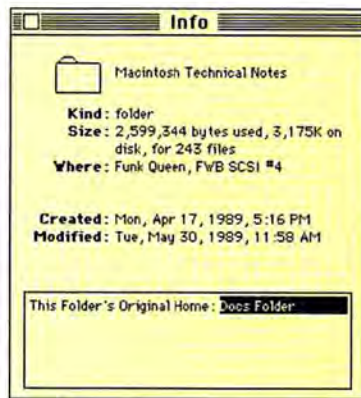 Info
Macintosh Technical Notes
Kind: folder
Size: 2,599,344 bytes used, 3,175K on
disk, for 243 files
Where: Funk Queen, FWB SCSI #4
Created: Mon, Apr 17, 1989, 5:16 PM
Modified: Tue, May 30, 1989, 11:58 AM
This Folder's Original Home: Docs Folder